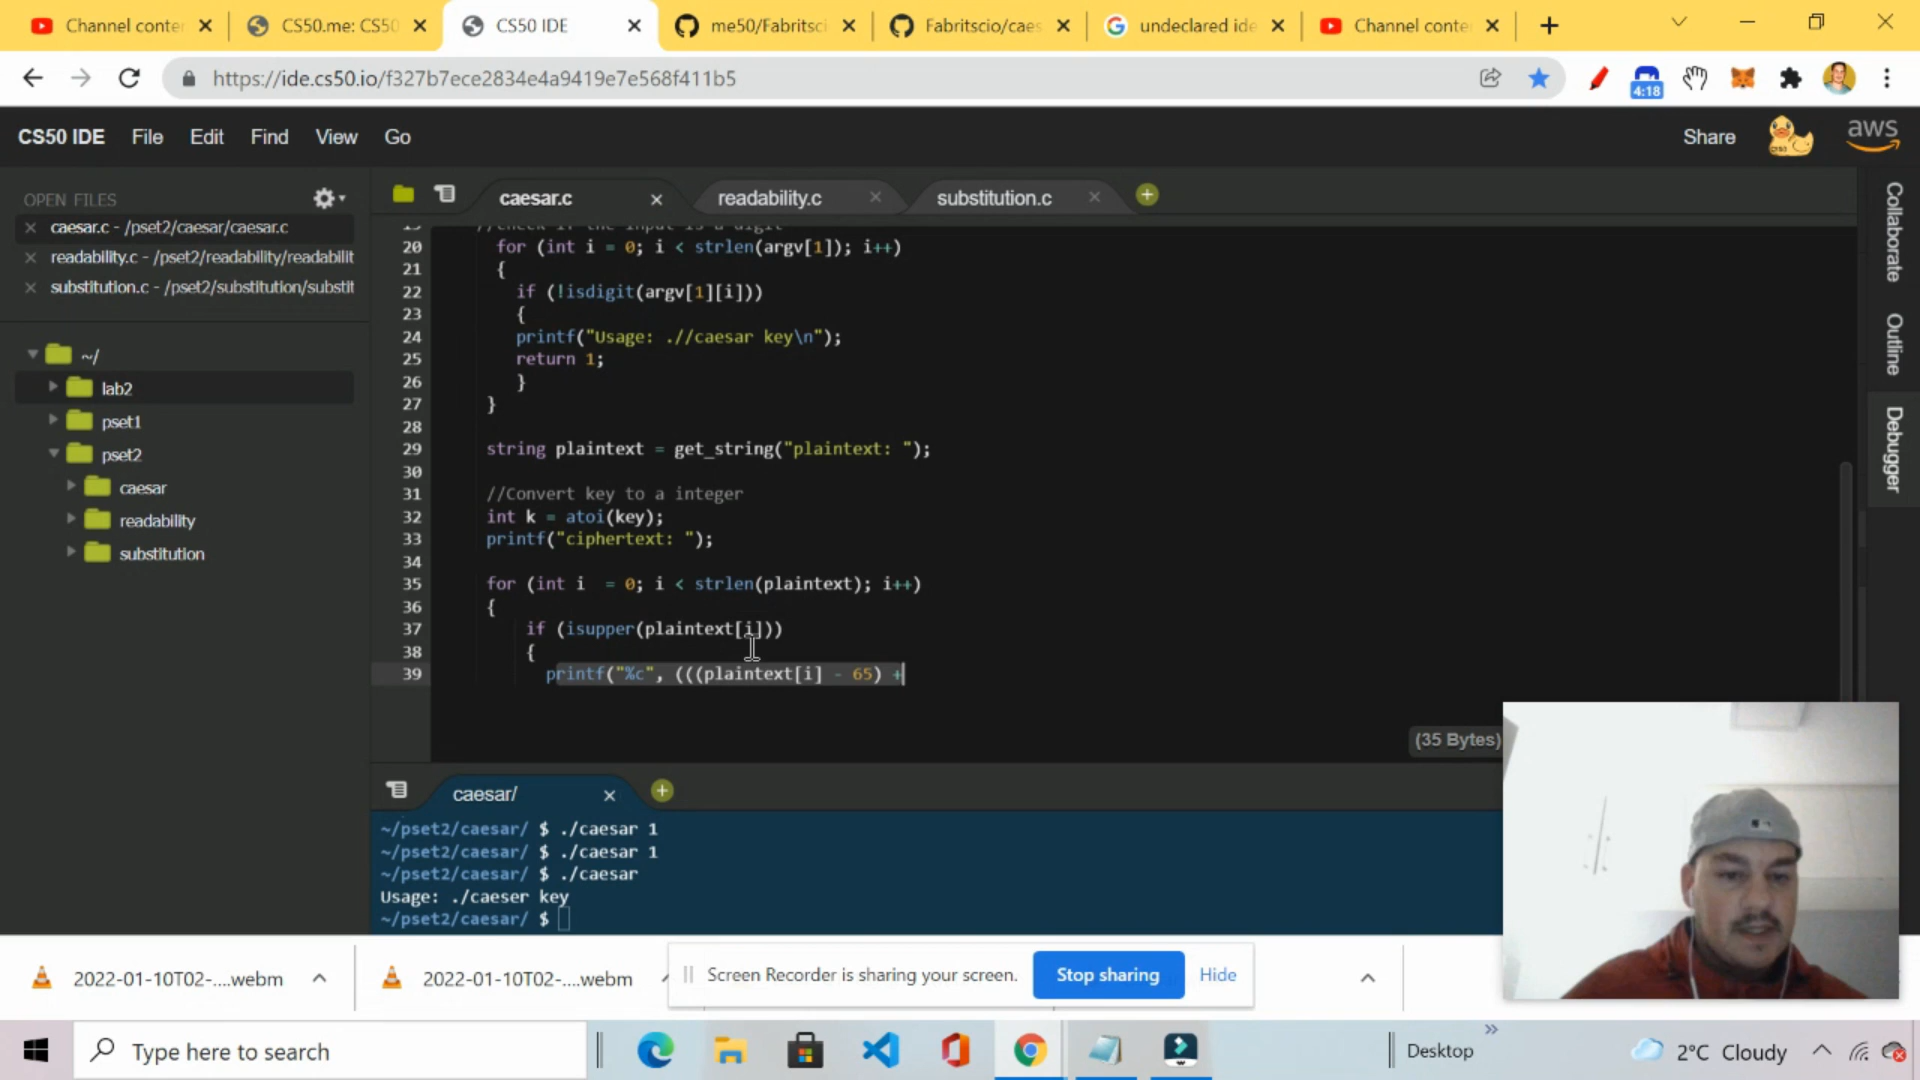 Channel conter
CS50.me: CS50
CS50 IDE
me50/Fabritsci
Fabritscio/caes
undeclared ide
Channel conte
https://ide.cs50.io/f327b7ece2834e4a9419e7e568f411b5
4:18
CS50 IDE File Edit Find View Go
Share
aws
OPEN FILES
caesar.c - /pset2/caesar/caesar.c
readability.c - /pset2/readability/readabilit
substitution.c - /pset2/substitution/substit
~/
lab2
pset1
pset2
caesar
readability
substitution
caesar.c
readability.c
substitution.c
20 for (int i = 0; i < strlen(argv[1]); i++)
21 {
22 if (!isdigit(argv[1][i]))
23 {
24 printf("Usage: .//caesar key\n");
25 return 1;
26 }
27 }
28
29 string plaintext = get_string("plaintext: ");
30
31 //Convert key to a integer
32 int k = atoi(key);
33 printf("ciphertext: ");
34
35 for (int i  = 0; i < strlen(plaintext); i++)
36 {
37 if (isupper(plaintext[i]))
38 {
39 printf("%c", (((plaintext[i] - 65) +
(35 Bytes)
Collaborate
Outline
Debugger
caesar/
~/pset2/caesar/ $ ./caesar 1
~/pset2/caesar/ $ ./caesar 1
~/pset2/caesar/ $ ./caesar
Usage: ./caeser key
~/pset2/caesar/ $
2022-01-10T02-....webm
2022-01-10T02-....webm
Screen Recorder is sharing your screen.
Stop sharing
Hide
Type here to search
Desktop
2°C Cloudy